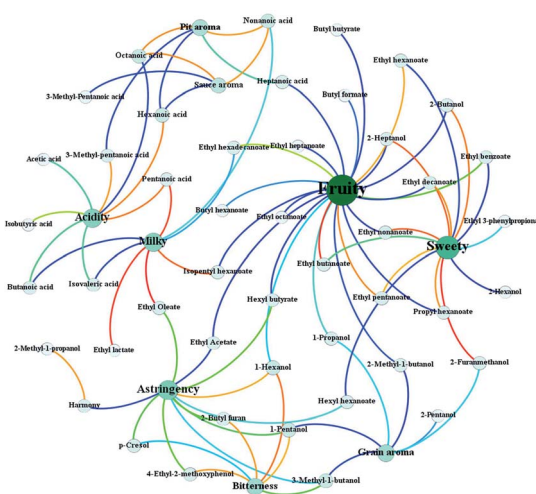 Nonanoic acid
Pit aroma
Butyl butyrate
Octanoic acid
Ethyl hexanoate
Heptanoic acid
Sauce aroma
3-Methyl-Pentanoic acid
Butyl formate
2-Butanol
Hexanoic acid
2-Heptanol
Ethyl hexadecanoate
Ethyl heptanoate
3-Methyl-pentanoic acid
Ethyl benzoate
Acetic acid
Pentanoic acid
Ethyl decanoate
Fruity
Butyl hexanoate
Ethyl octanoate
Acidity
Ethyl 3-phenylpropiona
Isobutyric acid
Ethyl nonanoate
Milky
Sweety
Ethyl butanoate
Isopentyl hexanoate
Isovaleric acid
Butanoic acid
2-Hexanol
Hexyl butyrate
Ethyl pentanoate
Ethyl Oleate
Propyl hexanoate
1-Propanol
Ethyl Acetate
2-Methyl-1-propanol
Ethyl lactate
1-Hexanol
2-Methyl-1-butanol
2-Furanmethanol
Astringency
Harmony
Hexyl hexanoate
2-Butyl furan
2-Pentanol
1-Pentanol
p-Cresol
Grain aroma
4-Ethyl-2-methoxyphenol
3-Methyl-1-butanol
Bitterness